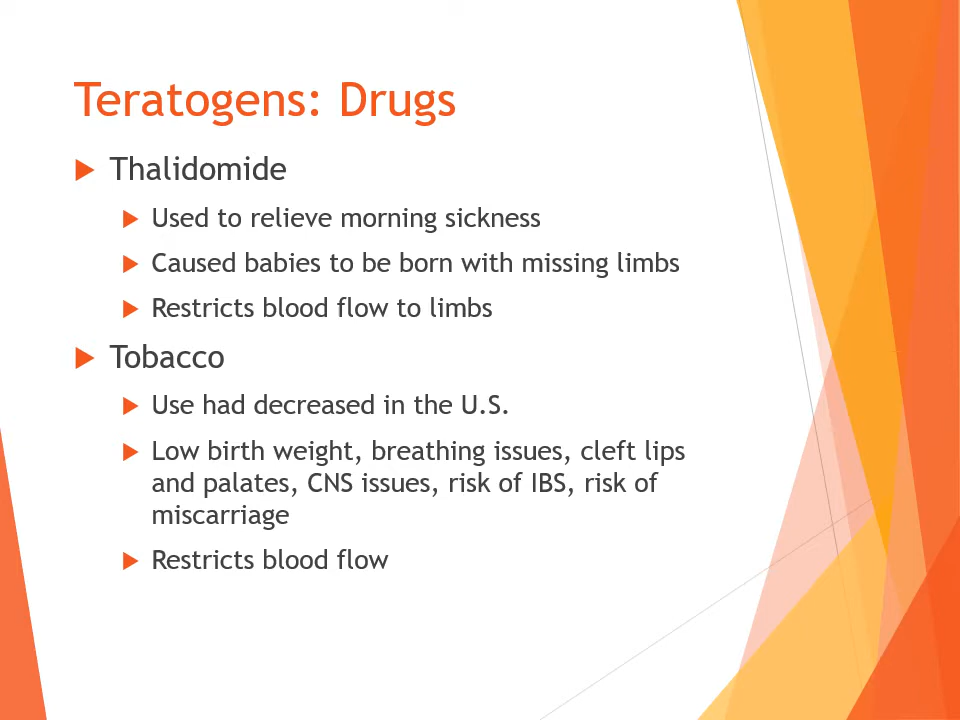 Teratogens: Drugs
Thalidomide
Used to relieve morning sickness
Caused babies to be born with missing limbs
Restricts blood flow to limbs
Tobacco
Use had decreased in the U.S.
Low birth weight, breathing issues, cleft lips
and palates, CNS issues, risk of IBS, risk of
miscarriage
Restricts blood flow